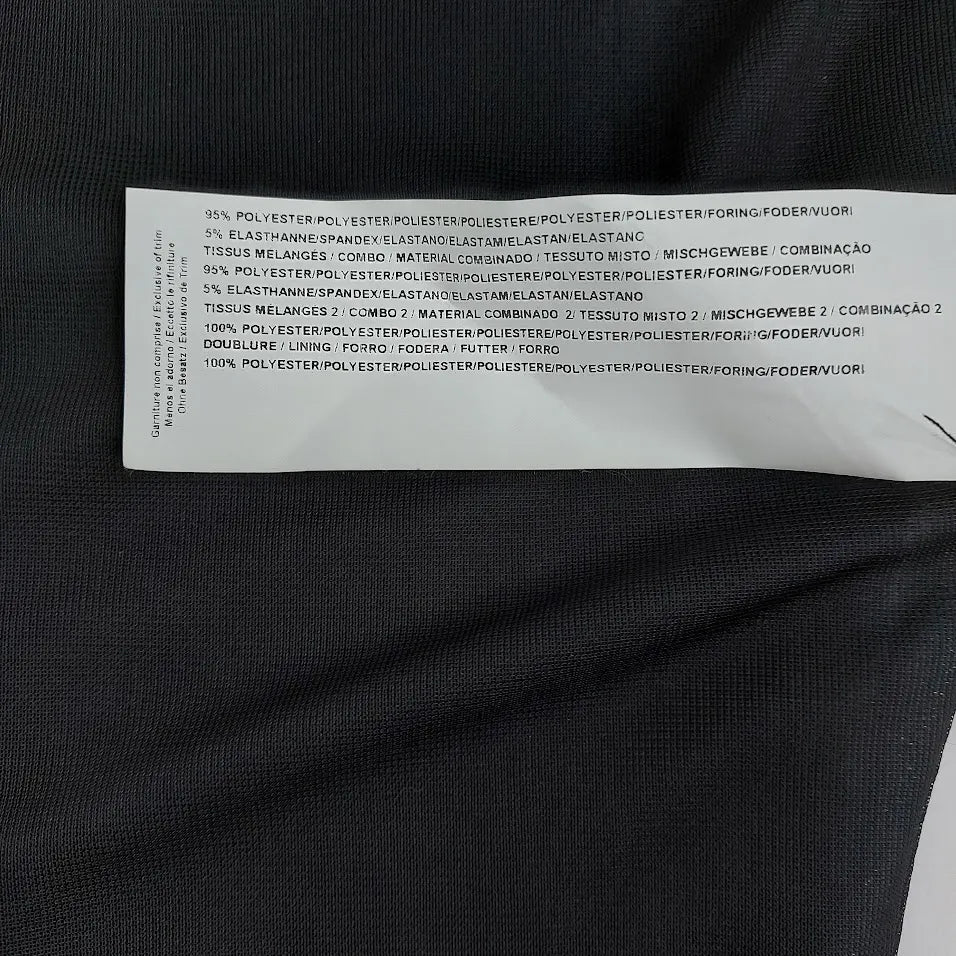 95% POLYESTER/POLYESTER/POLIESTER/POLIESTERE/POLYESTER/POLIESTER/FORING/FODER/VUORI
5% ELASTHANNE/SPANDEX/ELASTANO/ELASTAM/ELASTAN/ELASTANO
TISSUS MÉLANGÉS / COMBO / MATERIAL COMBINADO / TESSUTO MISTO / MISCHGEWEBE / COMBINAÇÃO
95% POLYESTER/POLYESTER/POLIESTER/POLIESTERE/POLYESTER/POLIESTER/FORING/FODER/VUORI
5% ELASTHANNE/SPANDEX/ELASTANO/ELASTAM/ELASTAN/ELASTANO
TISSUS MÉLANGÉS 2 / COMBO 2 / MATERIAL COMBINADO 2/ TESSUTO MISTO 2 / MISCHGEWEBE 2 / COMBINAÇÃO 2
100% POLYESTER/POLYESTER/POLIESTER/POLIESTERE/POLYESTER/POLIESTER/FORING/FODER/VUORI
DOUBLURE / LINING / FORRO / FODERA / FUTTER / FORRO
100% POLYESTER/POLYESTER/POLIESTER/POLIESTERE/POLYESTER/POLIESTER/FORING/FODER/VUORI
Garniture non comprise / Exclusive of trim
Menos el adorno / Eccetto le rifiniture
Ohne Besatz / Exclusivo de Trim